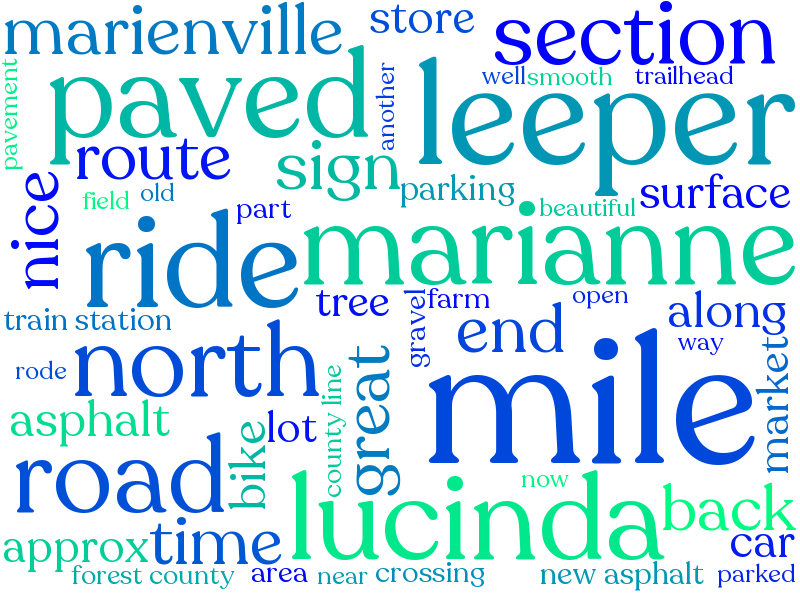 marienville
store
section
pavement
paved
another
leeper
well
smooth
trailhead
route
sign
parking
surface
nice
field
old
part
beautiful
ride
marianne
tree
gravel
farm
open
along
train station
end
way
rode
north
county line
great
mile
market
asphalt
bike
lot
road
lucinda
now
back
approx
time
car
forest county
area
near
crossing
new asphalt
parked